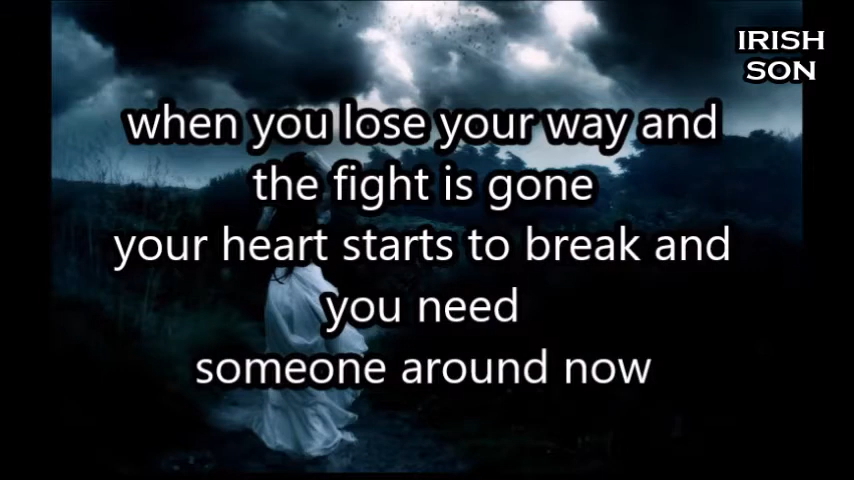 IRISH
SON
when you lose your way and
the fight is gone
your heart starts to break and
you need
someone around now